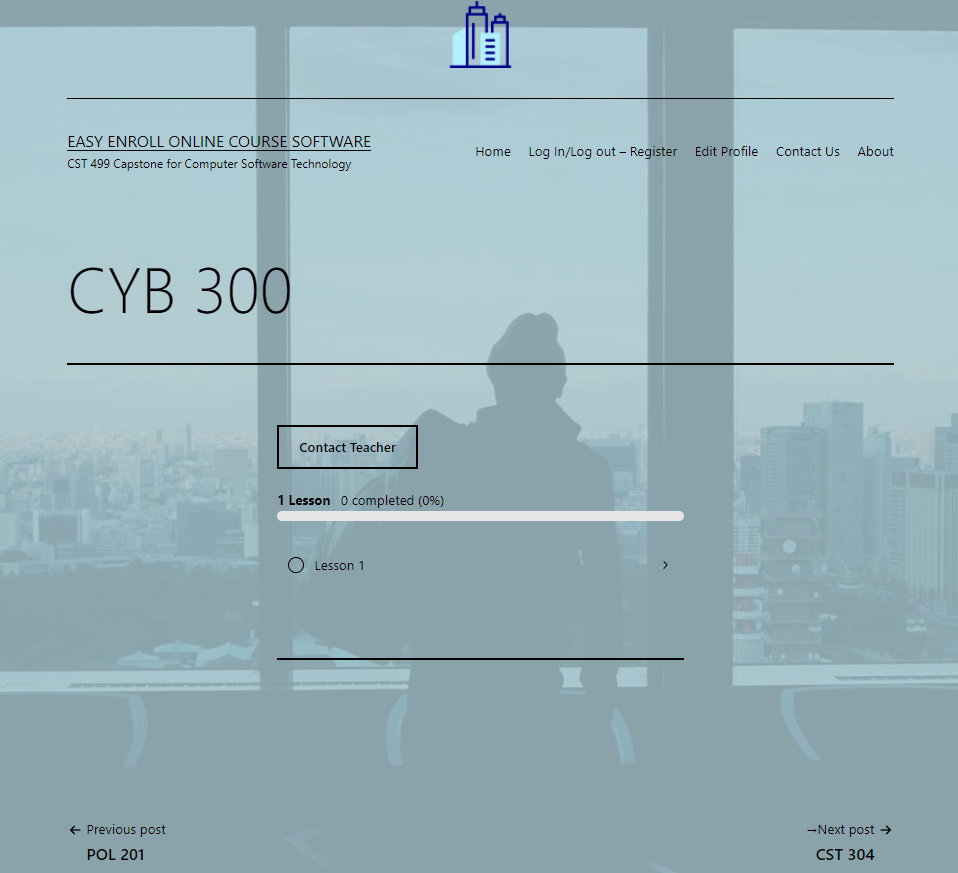 EASY ENROLL ONLINE COURSE SOFTWARE
CST 499 Capstone for Computer Software Technology
Home Log In/Log out – Register Edit Profile Contact Us About
CYB 300
Contact Teacher
1 Lesson 0 completed (0%)
Lesson 1
← Previous post
POL 201
→Next post →
CST 304